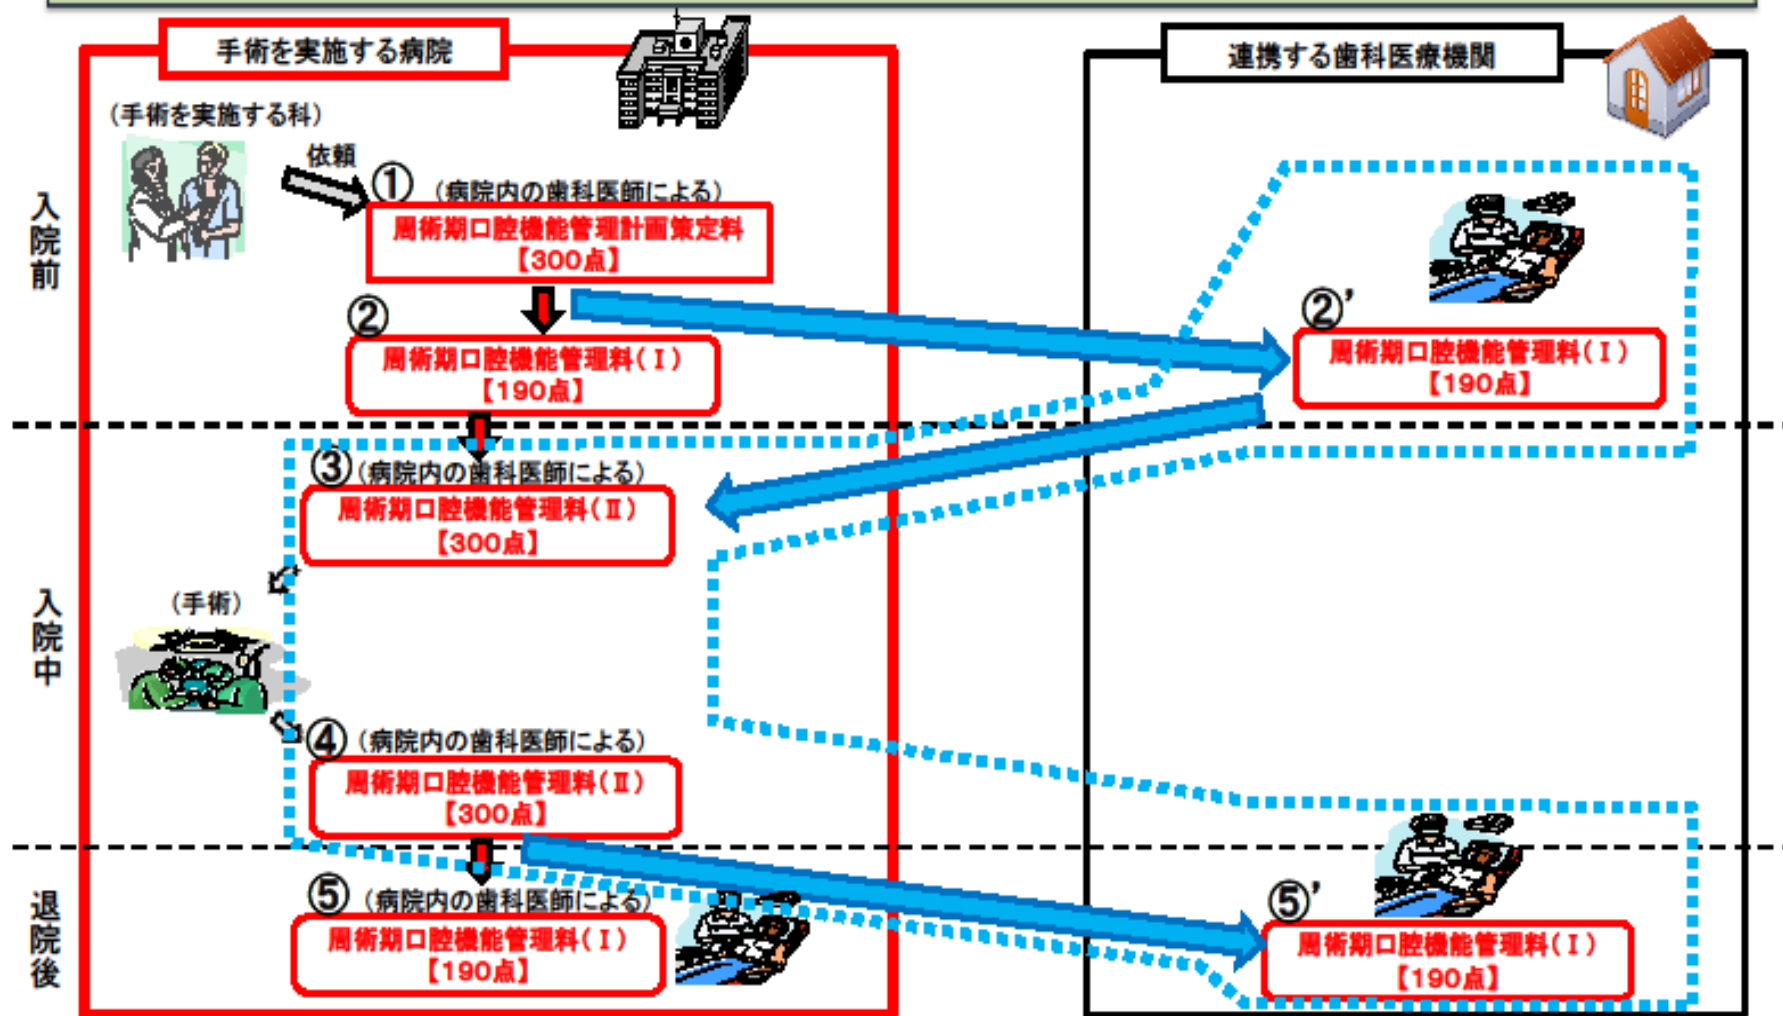 手術を実施する病院
連携する歯科医療機関
(手術を実施する科)
依頼
入院前
① (病院内の歯科医師による)
周術期口腔機能管理計画策定料
【300点】
②
周術期口腔機能管理料(Ⅰ)
【190点】
②’
周術期口腔機能管理料(Ⅰ)
【190点】
入院中
③(病院内の歯科医師による)
周術期口腔機能管理料(Ⅱ)
【300点】
(手術)
④(病院内の歯科医師による)
周術期口腔機能管理料(Ⅱ)
【300点】
退院後
⑤(病院内の歯科医師による)
周術期口腔機能管理料(Ⅰ)
【190点】
⑤’
周術期口腔機能管理料(Ⅰ)
【190点】